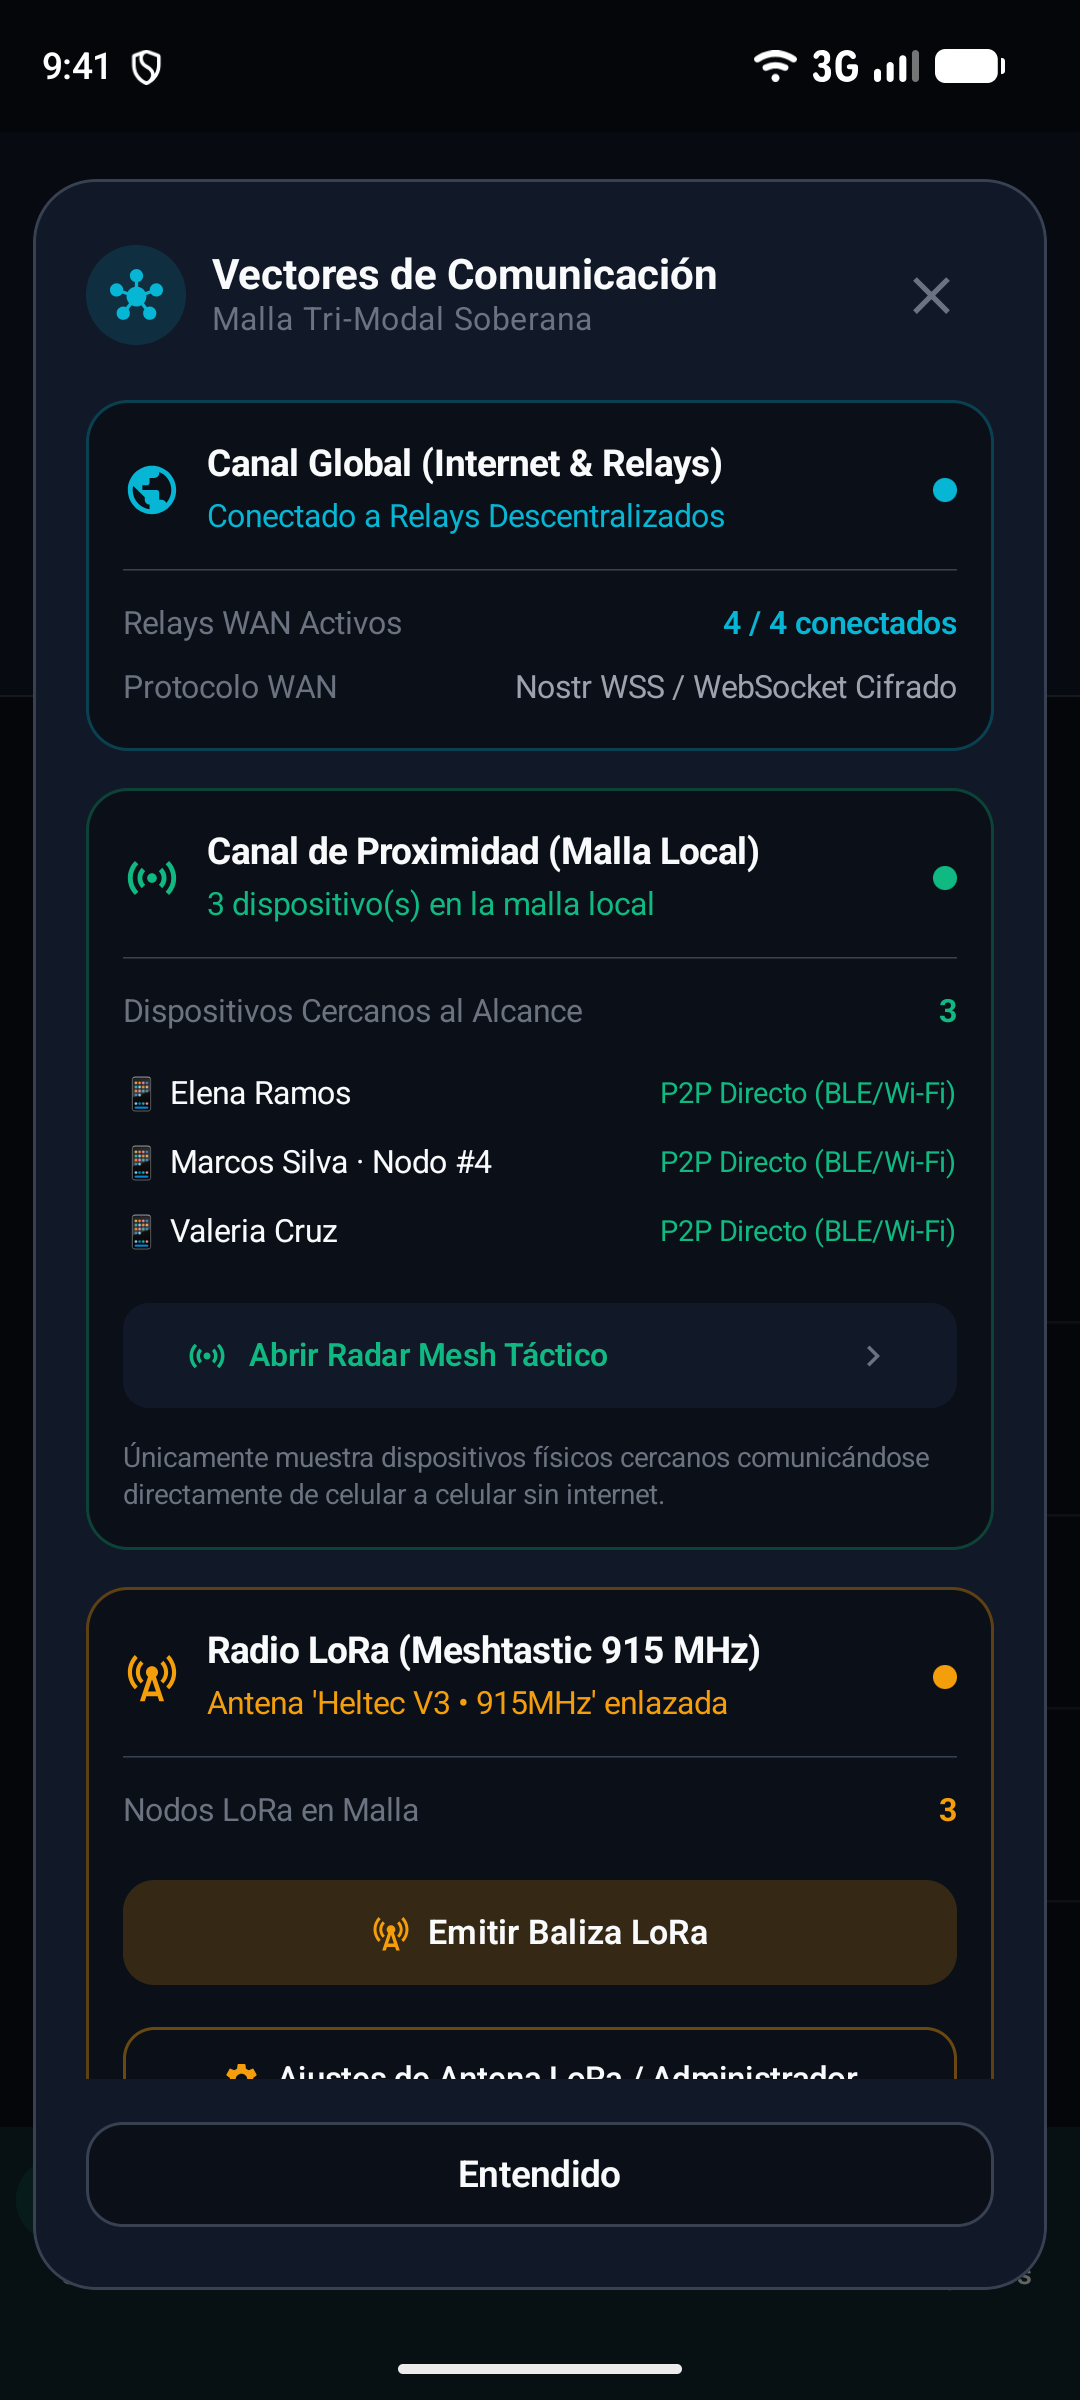 9:41
3G
Vectores de Comunicación
Malla Tri-Modal Soberana
Canal Global (Internet & Relays)
Conectado a Relays Descentralizados
Relays WAN Activos
4 / 4 conectados
Protocolo WAN
Nostr WSS / WebSocket Cifrado
Canal de Proximidad (Malla Local)
3 dispositivo(s) en la malla local
Dispositivos Cercanos al Alcance
3
Elena Ramos
P2P Directo (BLE/Wi-Fi)
Marcos Silva · Nodo #4
P2P Directo (BLE/Wi-Fi)
Valeria Cruz
P2P Directo (BLE/Wi-Fi)
Abrir Radar Mesh Táctico
Únicamente muestra dispositivos físicos cercanos comunicándose
directamente de celular a celular sin internet.
Radio LoRa (Meshtastic 915 MHz)
Antena 'Heltec V3 • 915MHz' enlazada
Nodos LoRa en Malla
3
Emitir Baliza LoRa
Ajustes de Antena LoRa / Administrador
Entendido